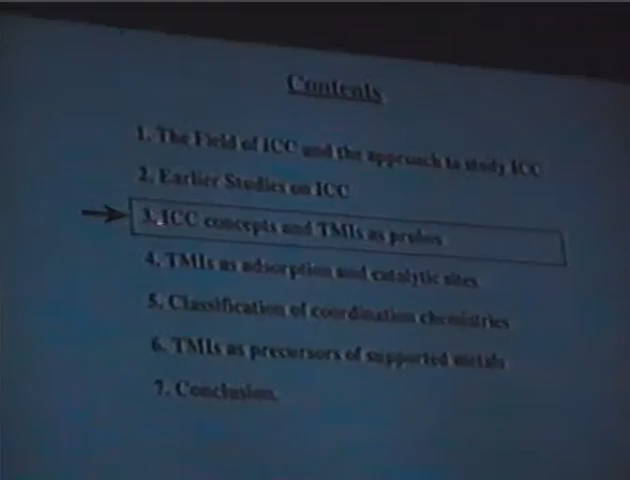 Contents
1. The Field of ICC and the approach to study ICC
2. Earlier Studies on ICC
3. ICC concepts and TMIs as probes
4. TMIs as adsorption and catalytic sites
5. Classification of coordination chemistries
6. TMIs as precursors of supported metals
7. Conclusion.